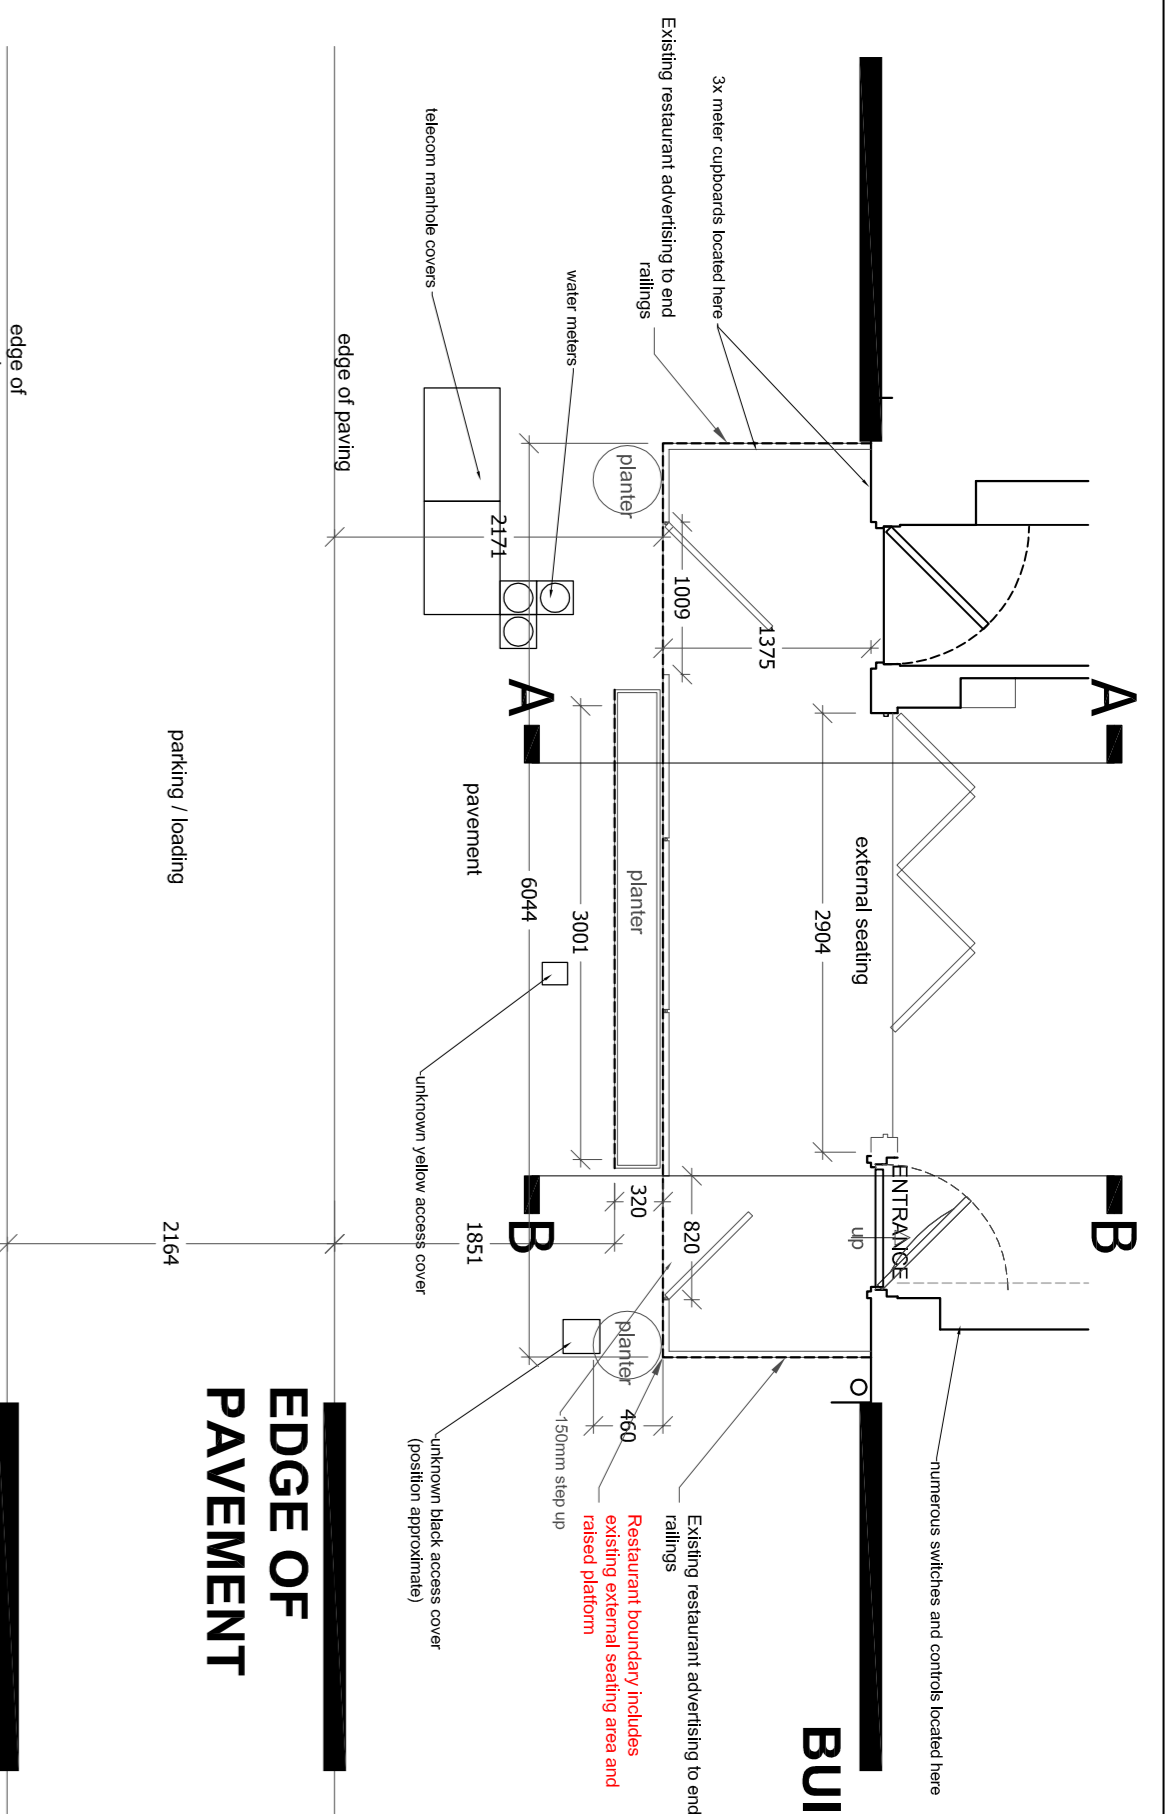 A
A
B
B
numerous switches and controls located here
ENTRANCE
up
external seating
2904
BUI
3x meter cupboards located here
1375
Existing restaurant advertising to end
railings
1009
820
Existing restaurant advertising to end
railings
planter
planter
planter
320
460
Restaurant boundary includes
existing external seating area and
raised platform
water meters
3001
150mm step up
6044
2171
pavement
1851
telecom manhole covers
unknown yellow access cover
unknown black access cover
(position approximate)
edge of paving
EDGE OF
PAVEMENT
parking / loading
2164
edge of